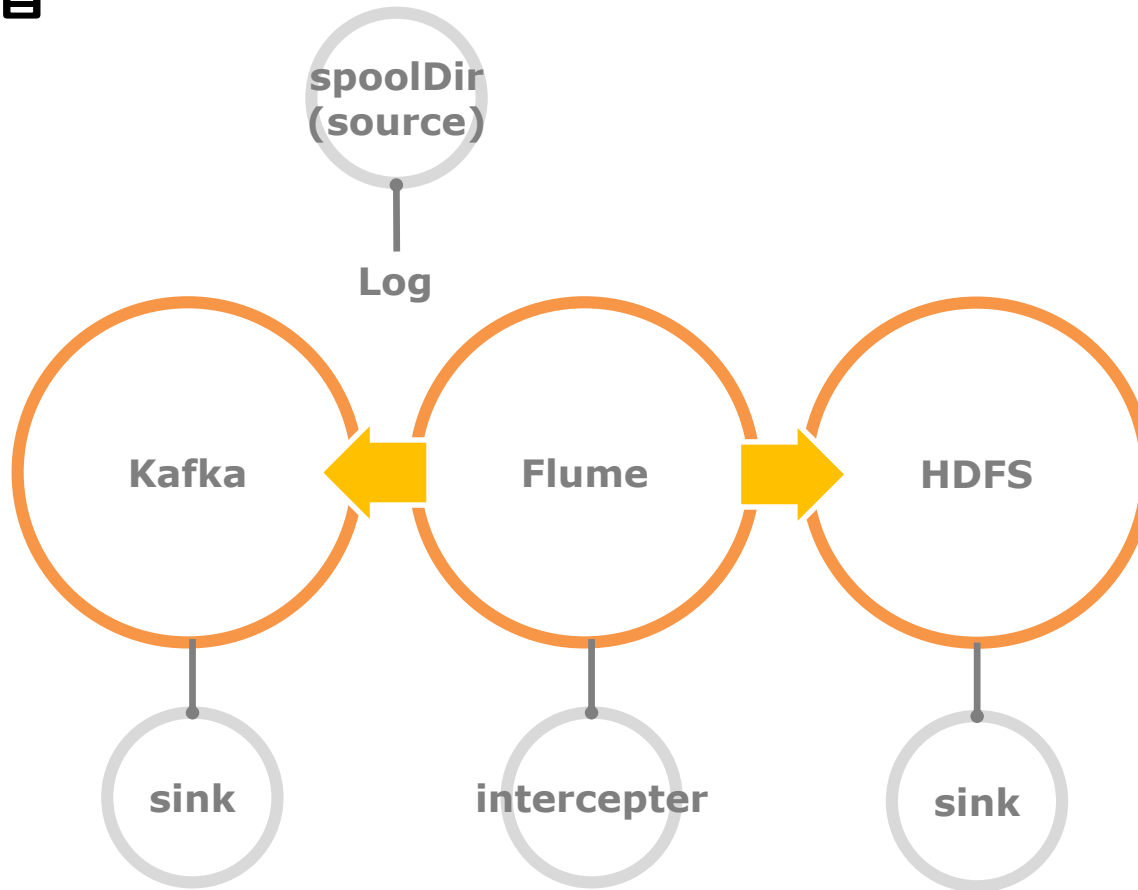 spoolDir
(source)
Log
Kafka
Flume
HDFS
sink
intercepter
sink